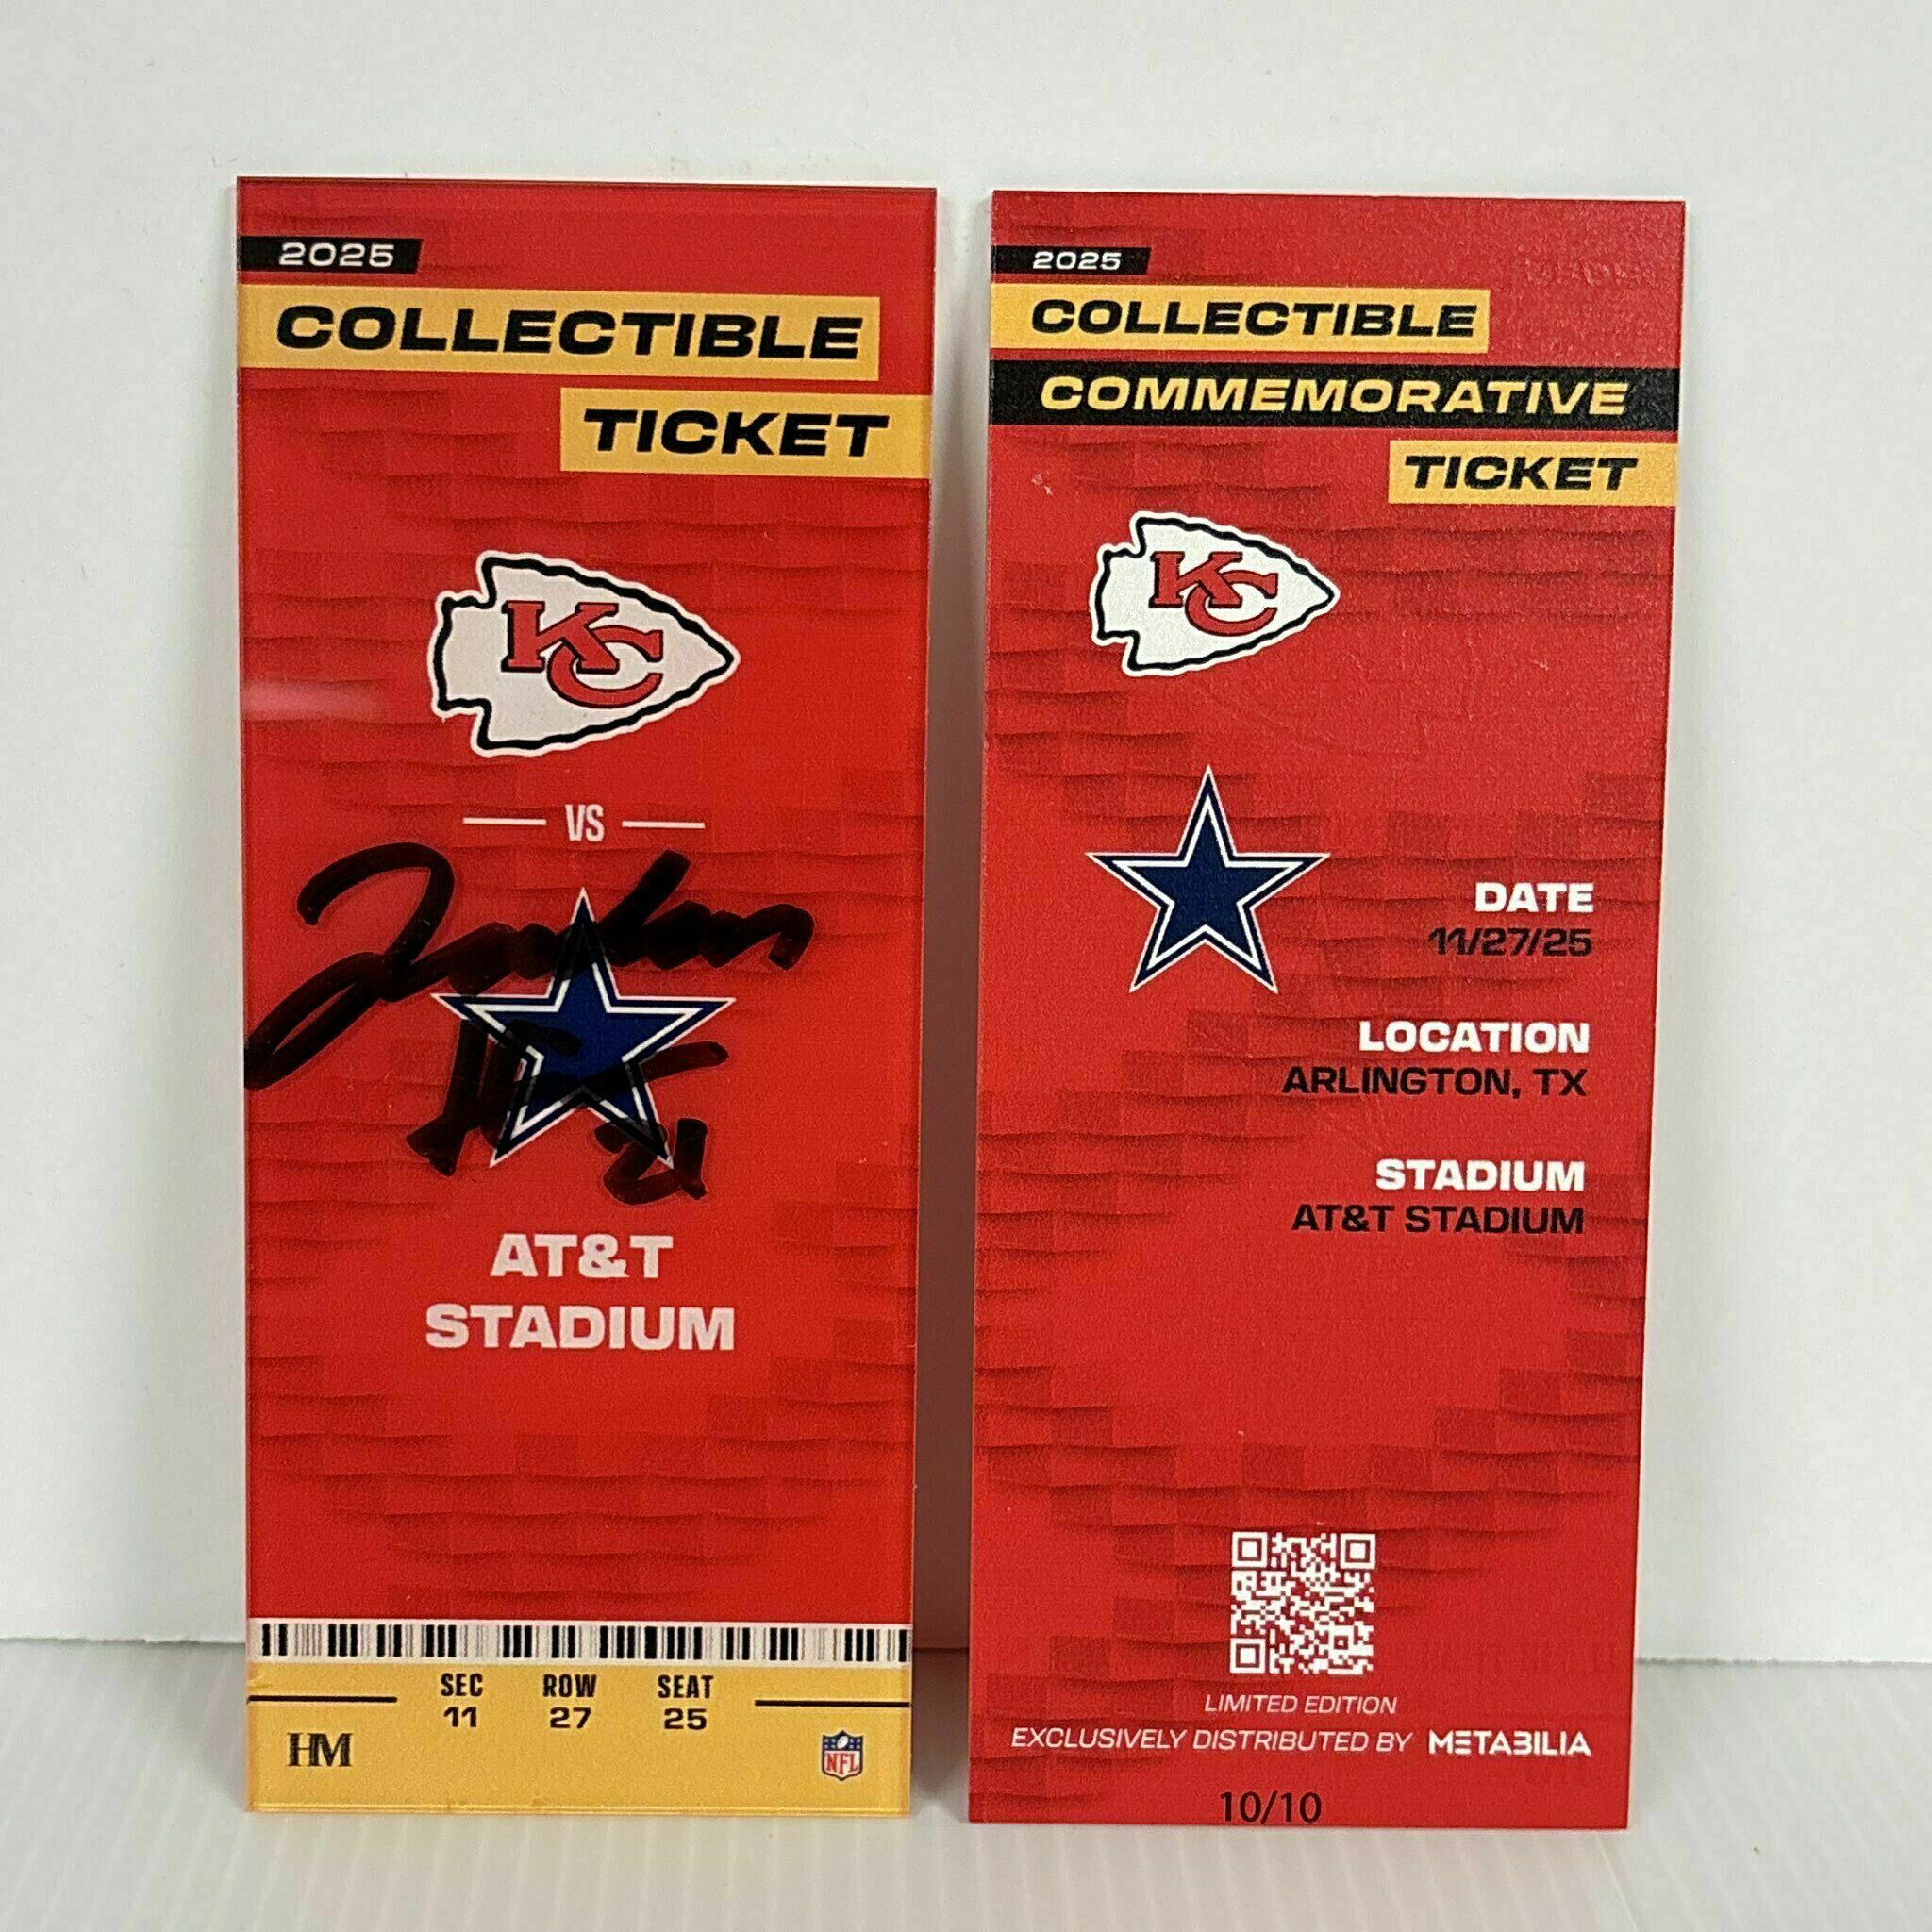 2025
COLLECTIBLE
TICKET
KC
VS
21
AT&T
STADIUM
SEC
11
ROW
27
SEAT
25
HM
NFL
2025
COLLECTIBLE
COMMEMORATIVE
TICKET
KC
DATE
11/27/25
LOCATION
ARLINGTON, TX
STADIUM
AT&T STADIUM
LIMITED EDITION
EXCLUSIVELY DISTRIBUTED BY METABILIA
10/10